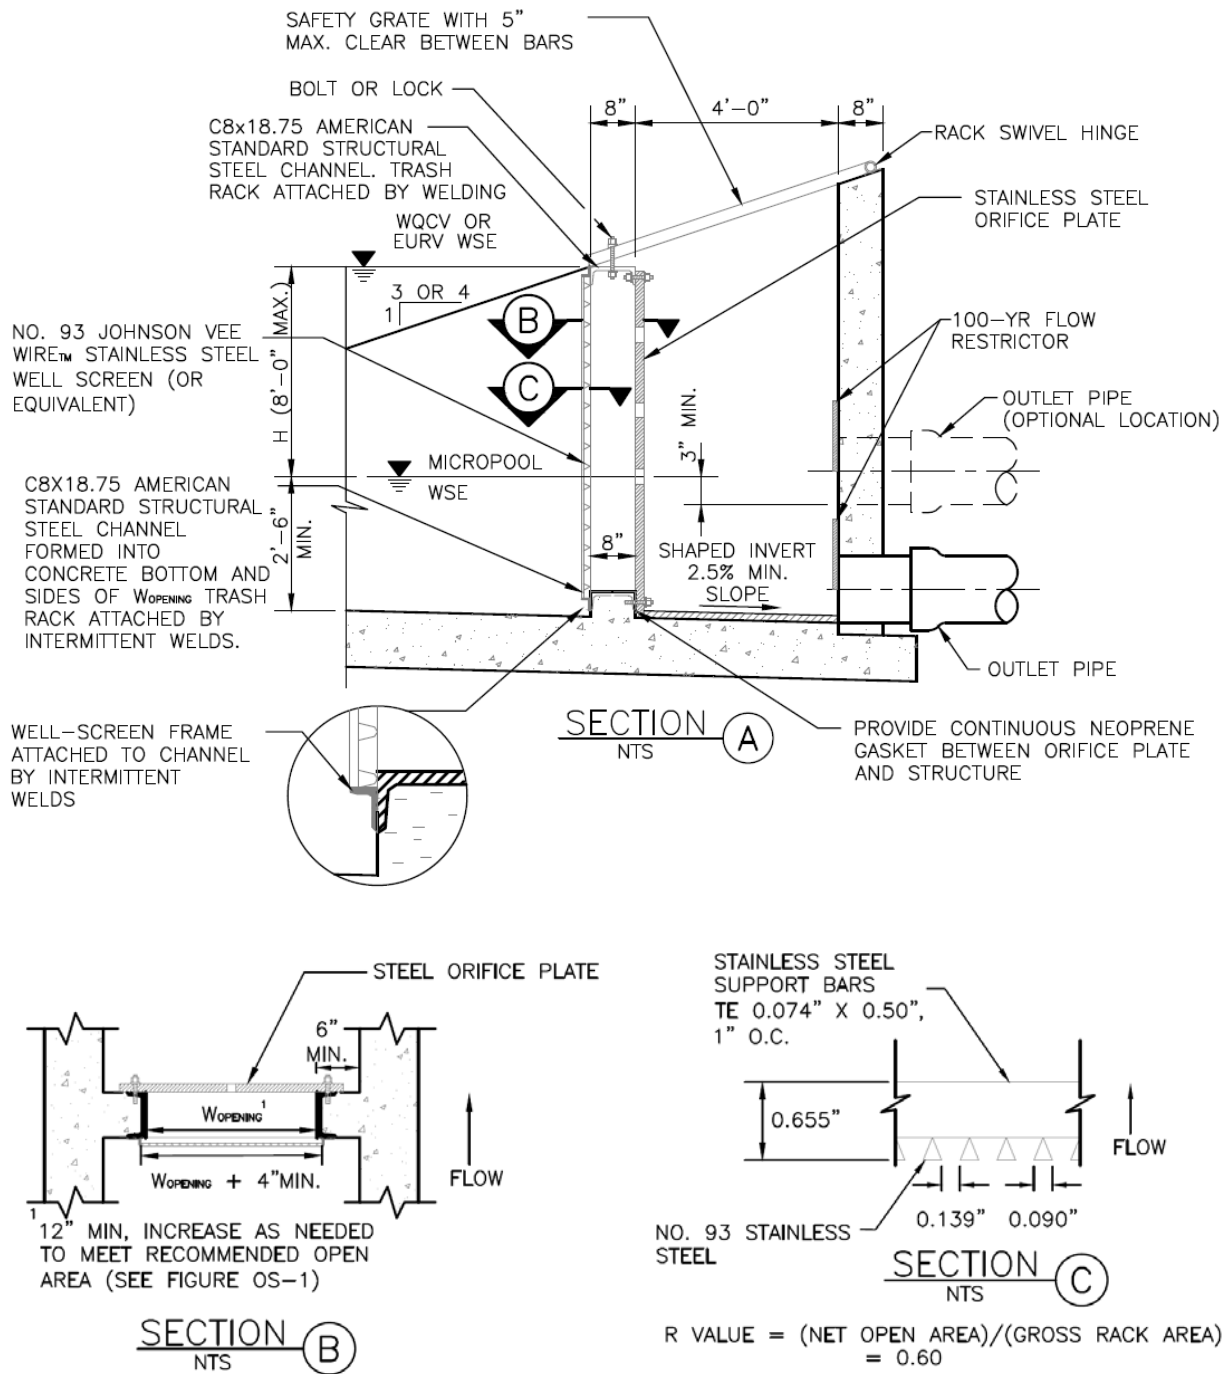 SAFETY GRATE WITH 5"
MAX. CLEAR BETWEEN BARS
BOLT OR LOCK
8"
4'-0"
8"
C8x18.75 AMERICAN
STANDARD STRUCTURAL
STEEL CHANNEL. TRASH
RACK ATTACHED BY WELDING
RACK SWIVEL HINGE
STAINLESS STEEL
ORIFICE PLATE
WQCV OR
EURV WSE
3 OR 4
1
B
C
H (8'-0" MAX.)
NO. 93 JOHNSON VEE
WIRE™ STAINLESS STEEL
WELL SCREEN (OR
EQUIVALENT)
100-YR FLOW
RESTRICTOR
OUTLET PIPE
(OPTIONAL LOCATION)
3" MIN.
MICROPOOL
WSE
C8X18.75 AMERICAN
STANDARD STRUCTURAL
STEEL CHANNEL
FORMED INTO
CONCRETE BOTTOM AND
SIDES OF WOPENING TRASH
RACK ATTACHED BY
INTERMITTENT WELDS.
2'-6"
MIN.
8"
SHAPED INVERT
2.5% MIN.
SLOPE
OUTLET PIPE
WELL-SCREEN FRAME
ATTACHED TO CHANNEL
BY INTERMITTENT
WELDS
SECTION
NTS
A
PROVIDE CONTINUOUS NEOPRENE
GASKET BETWEEN ORIFICE PLATE
AND STRUCTURE
STEEL ORIFICE PLATE
6"
MIN.
WOPENING1
WOPENING + 4"MIN.
FLOW
1
12" MIN, INCREASE AS NEEDED
TO MEET RECOMMENDED OPEN
AREA (SEE FIGURE OS-1)
SECTION
NTS
B
STAINLESS STEEL
SUPPORT BARS
TE 0.074" X 0.50",
1" O.C.
0.655"
FLOW
0.139"
0.090"
NO. 93 STAINLESS
STEEL
SECTION
NTS
C
R VALUE = (NET OPEN AREA)/(GROSS RACK AREA)
= 0.60